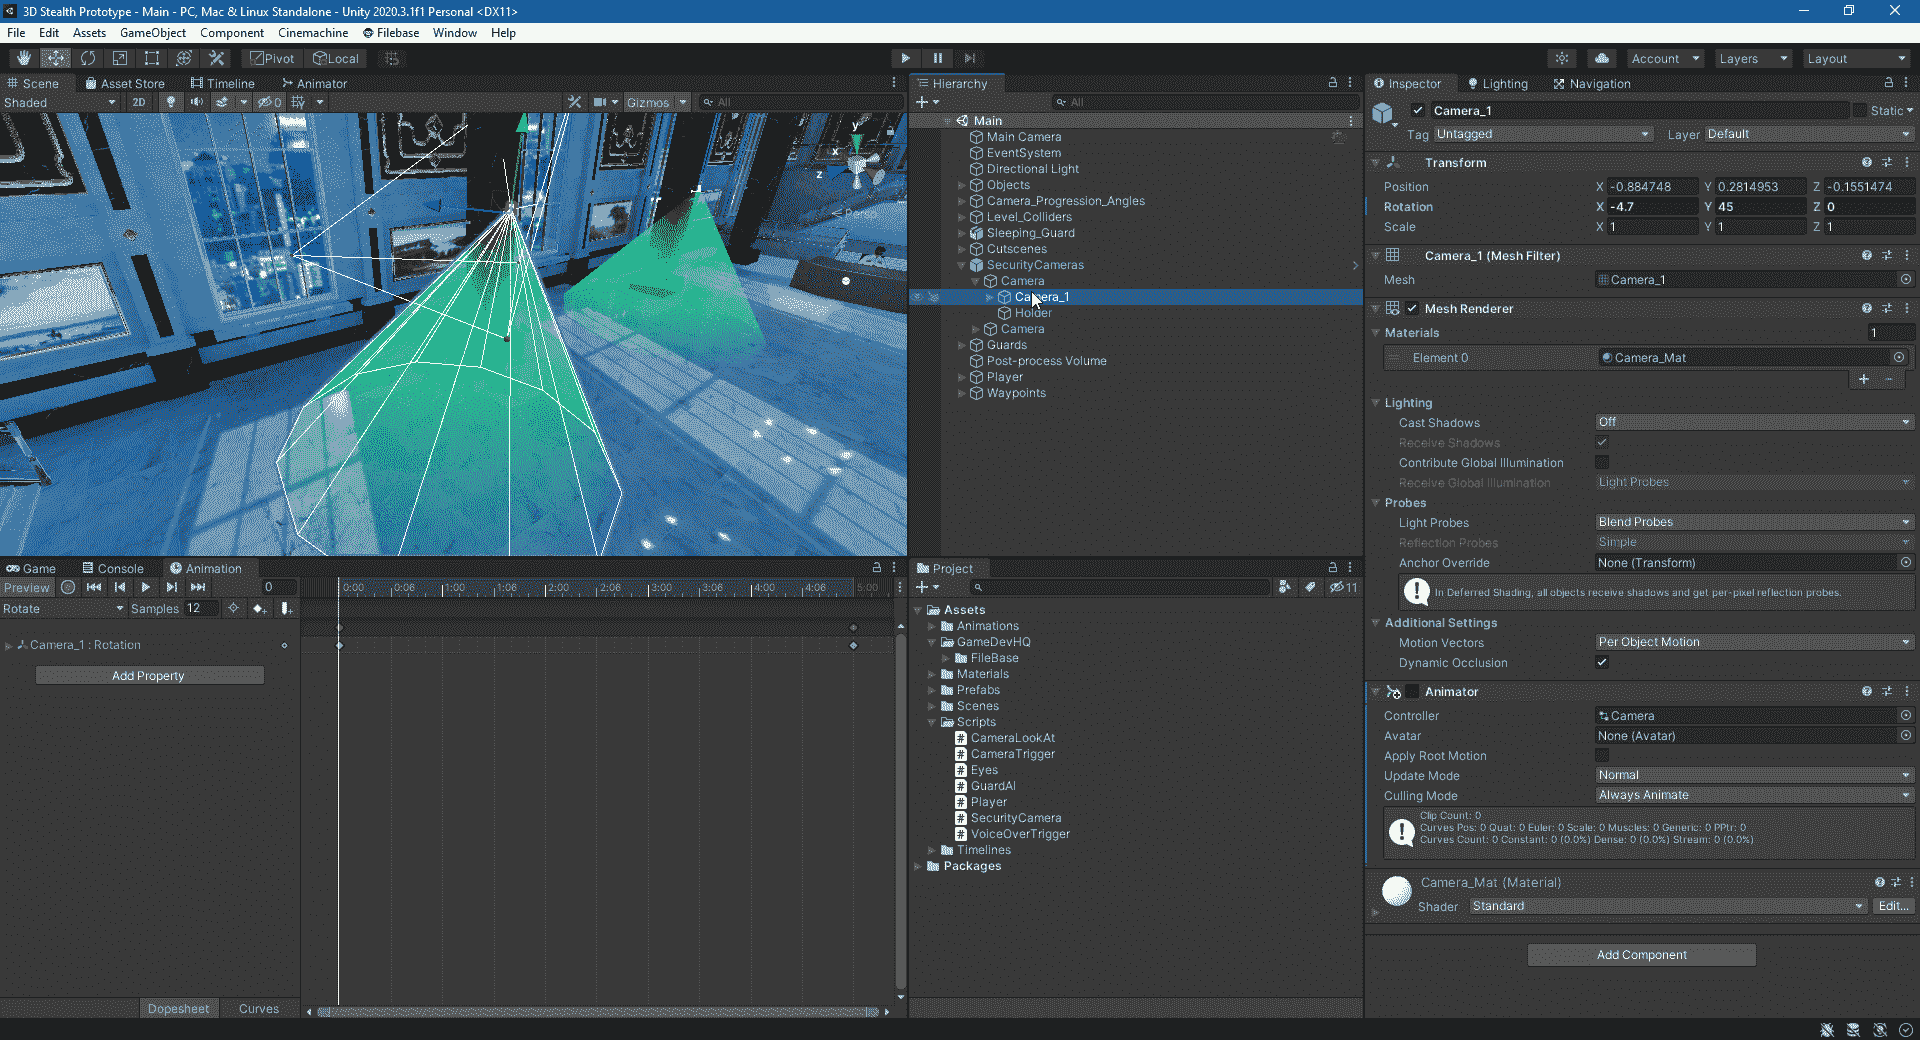 3D Stealth Prototype - Main - PC, Mac & Linux Standalone - Unity 2020.3.1f1 Personal <DX11>
File Edit Assets GameObject Component Cinemachine Filebase Window Help
Pivot Local
Account Layers Layout
Scene Asset Store Timeline Animator
Shaded 2D 0 Gizmos All
y x z
Persp
Hierarchy
All
Main
Main Camera
EventSystem
Directional Light
Objects
Camera_Progression_Angles
Level_Colliders
Sleeping_Guard
Cutscenes
SecurityCameras
Camera
Camera_1
Holder
Camera
Guards
Post-process Volume
Player
Waypoints
Inspector Lighting Navigation
Camera_1 Static
Tag Untagged Layer Default
Transform
Position X -0.884748 Y 0.2814953 Z -0.1551474
Rotation X -4.7 Y 45 Z 0
Scale X 1 Y 1 Z 1
Camera_1 (Mesh Filter)
Mesh Camera_1
Mesh Renderer
Materials 1
Element 0 Camera_Mat
Lighting
Cast Shadows Off
Receive Shadows
Contribute Global Illumination
Receive Global Illumination Light Probes
Probes
Light Probes Blend Probes
Reflection Probes Simple
Anchor Override None (Transform)
In Deferred Shading, all objects receive shadows and get per-pixel reflection probes.
Additional Settings
Motion Vectors Per Object Motion
Dynamic Occlusion
Animator
Controller Camera
Avatar None (Avatar)
Apply Root Motion
Update Mode Normal
Culling Mode Always Animate
Clip Count: 0
Curves Pos: 0 Quat: 0 Euler: 0 Scale: 0 Muscles: 0 Generic: 0 PPtr: 0
Curves Count: 0 Constant: 0 (0.0%) Dense: 0 (0.0%) Stream: 0 (0.0%)
Camera_Mat (Material)
Shader Standard Edit...
Add Component
Game Console Animation
Preview 0 0:00 0:06 1:00 1:06 2:00 2:06 3:00 3:06 4:00 4:06 5:00
Rotate Samples 12
Camera_1 : Rotation
Add Property
Dopesheet Curves
Project
11
Assets
Animations
GameDevHQ
FileBase
Materials
Prefabs
Scenes
Scripts
CameraLookAt
CameraTrigger
Eyes
GuardAI
Player
SecurityCamera
VoiceOverTrigger
Timelines
Packages